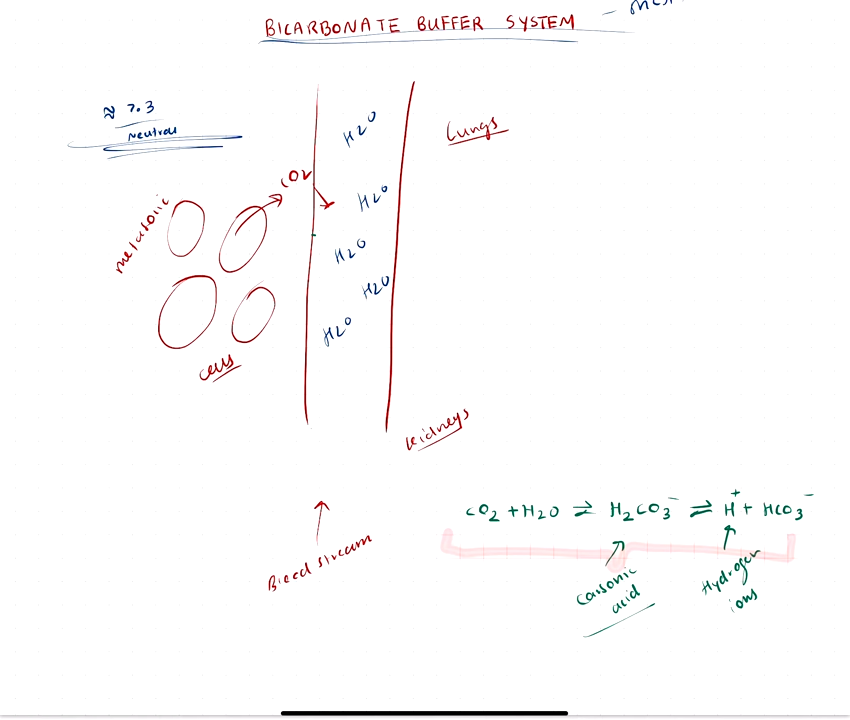 BICARBONATE BUFFER SYSTEM -
≈ 7.3
Neutral
H2O
Lungs
CO2
H2O
metabolic
H2O
H2O
H2O
cells
kidneys
CO2 + H2O ⇌ H2CO3⁻ ⇌ H⁺ + HCO3⁻
Blood stream
Carbonic
acid
Hydrogen
ions